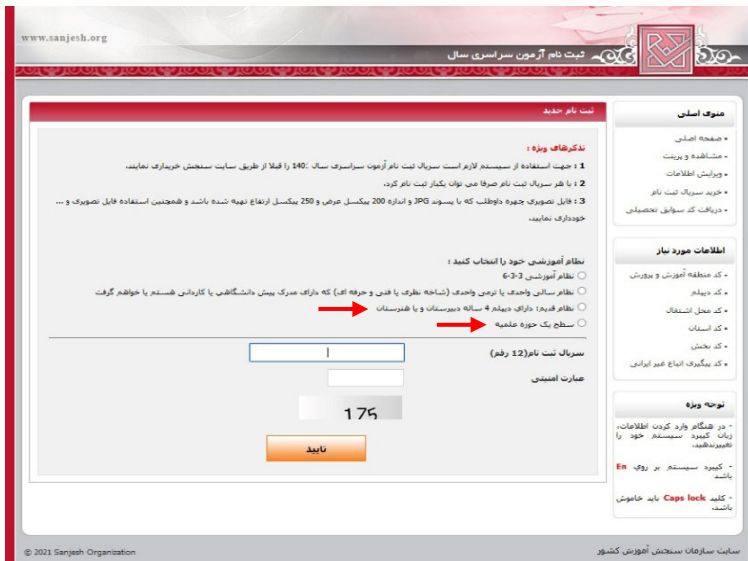 www.sanjesh.org
ثبت نام آزمون سراسری سال
منوی اصلی
• صفحه اصلی
• مشاهده و پرینت
• ویرایش اطلاعات
• خرید سریال ثبت نام
• دریافت کد سوابق تحصیلی
اطلاعات مورد نیاز
• کد منطقه آموزش و پرورش
• کد دیپلم
• کد محل اشتغال
• کد استان
• کد بخش
• کد پیگیری اتباع غیر ایرانی
توجه ویژه
- در هنگام وارد کردن اطلاعات،
زبان کیبرد سیستم خود را
تغییرندهید.
- کیبرد سیستم بر روی En
باشد
- کلید Caps lock باید خاموش
باشد.
ثبت نام جدید
تذکرهای ویژه :
1 : جهت استفاده از سیستم لازم است سریال ثبت نام آزمون سراسری سال 140: را قبلا از طریق سایت سنجش خریداری نمایند.
2 : با هر سریال ثبت نام صرفا می توان یکبار ثبت نام کرد.
3 : فایل تصویری چهره داوطلب که با پسوند JPG و اندازه 200 پیکسل عرض و 250 پیکسل ارتفاع تهیه شده باشد و همچنین استفاده فایل تصویری و ...
خودداری نمایید.
نظام آموزشی خود را انتخاب کنید :
نظام آموزشی 3-3-6
نظام سالی واحدی یا ترمی واحدی (شاخه نظری یا فنی و حرفه ای) که دارای مدرک پیش دانشگاهی یا کاردانی هستم یا خواهم گرفت
نظام قدیم: دارای دیپلم 4 ساله دبیرستان و یا هنرستان
سطح یک حوزه علمیه
سریال ثبت نام(12 رقم)
عبارت امنیتی
175
تایید
© 2021 Sanjesh Organization
سایت سازمان سنجش آموزش کشور